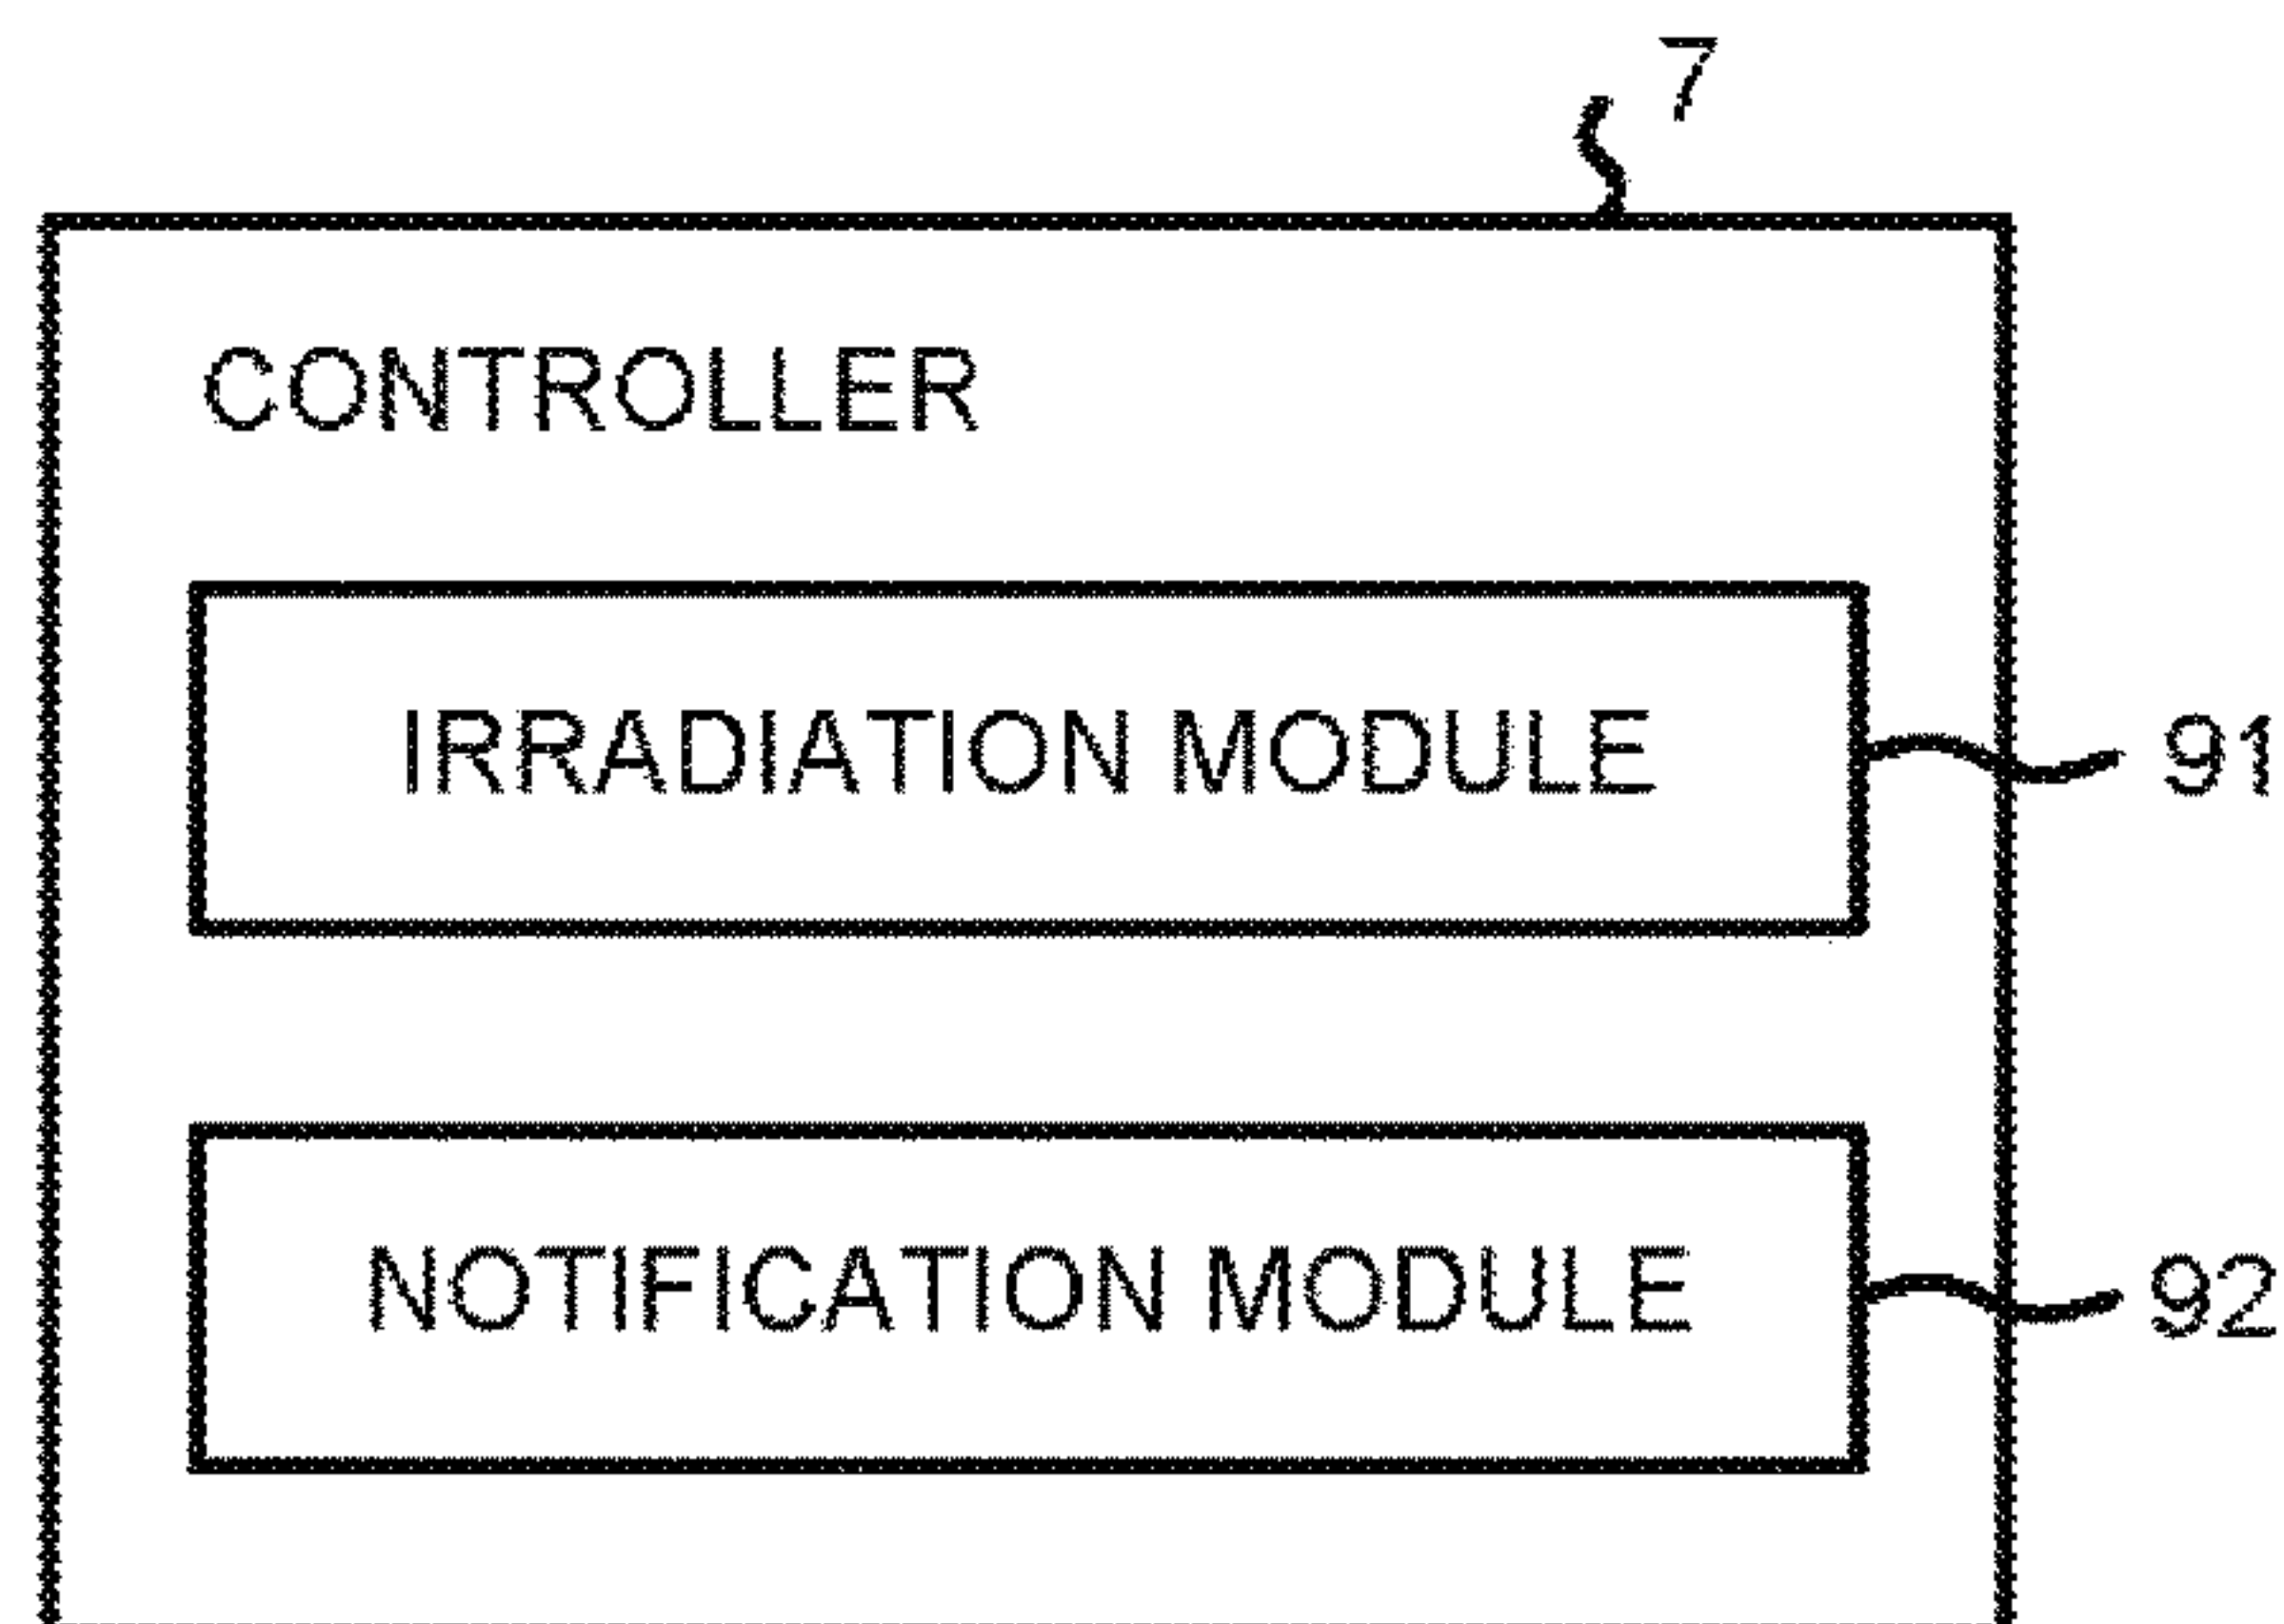 7
CONTROLLER
IRRADIATION MODULE
91
NOTIFICATION MODULE
92